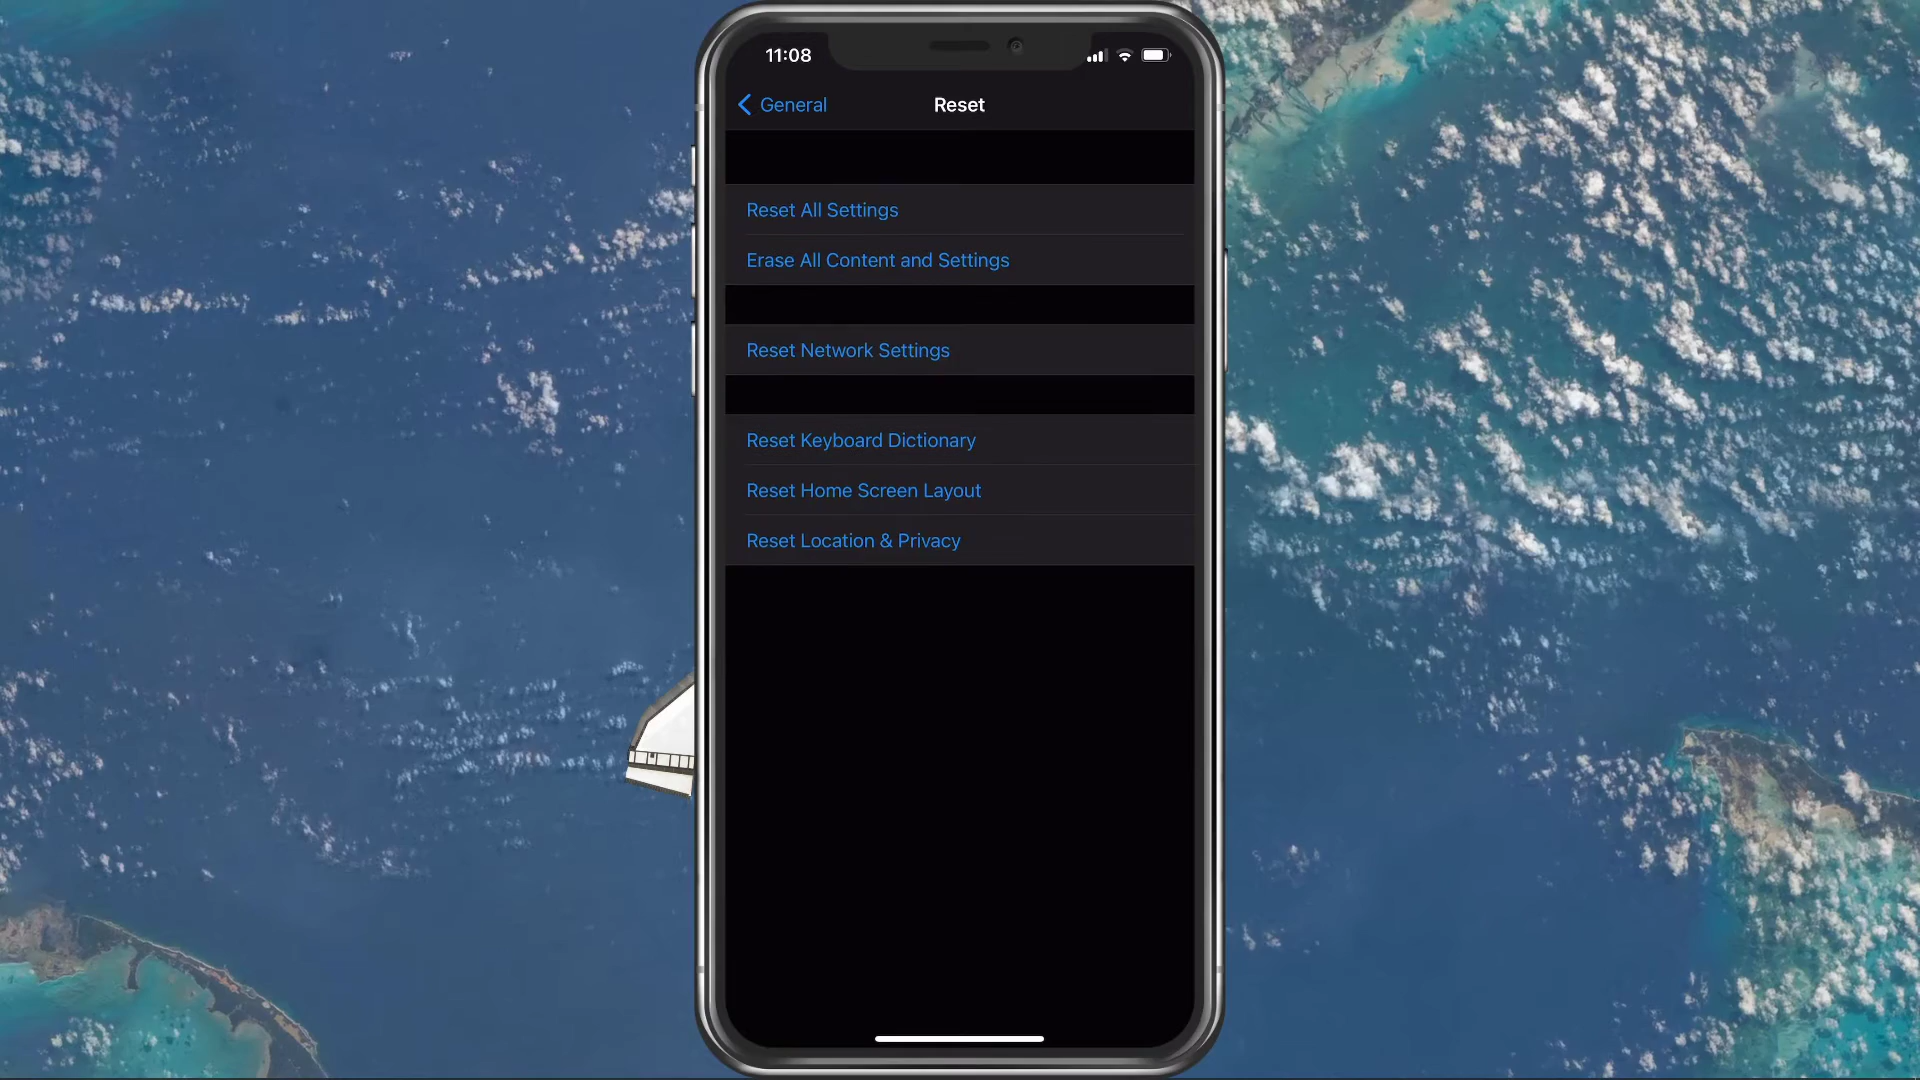 11:08
General
Reset
Reset All Settings
Erase All Content and Settings
Reset Network Settings
Reset Keyboard Dictionary
Reset Home Screen Layout
Reset Location & Privacy